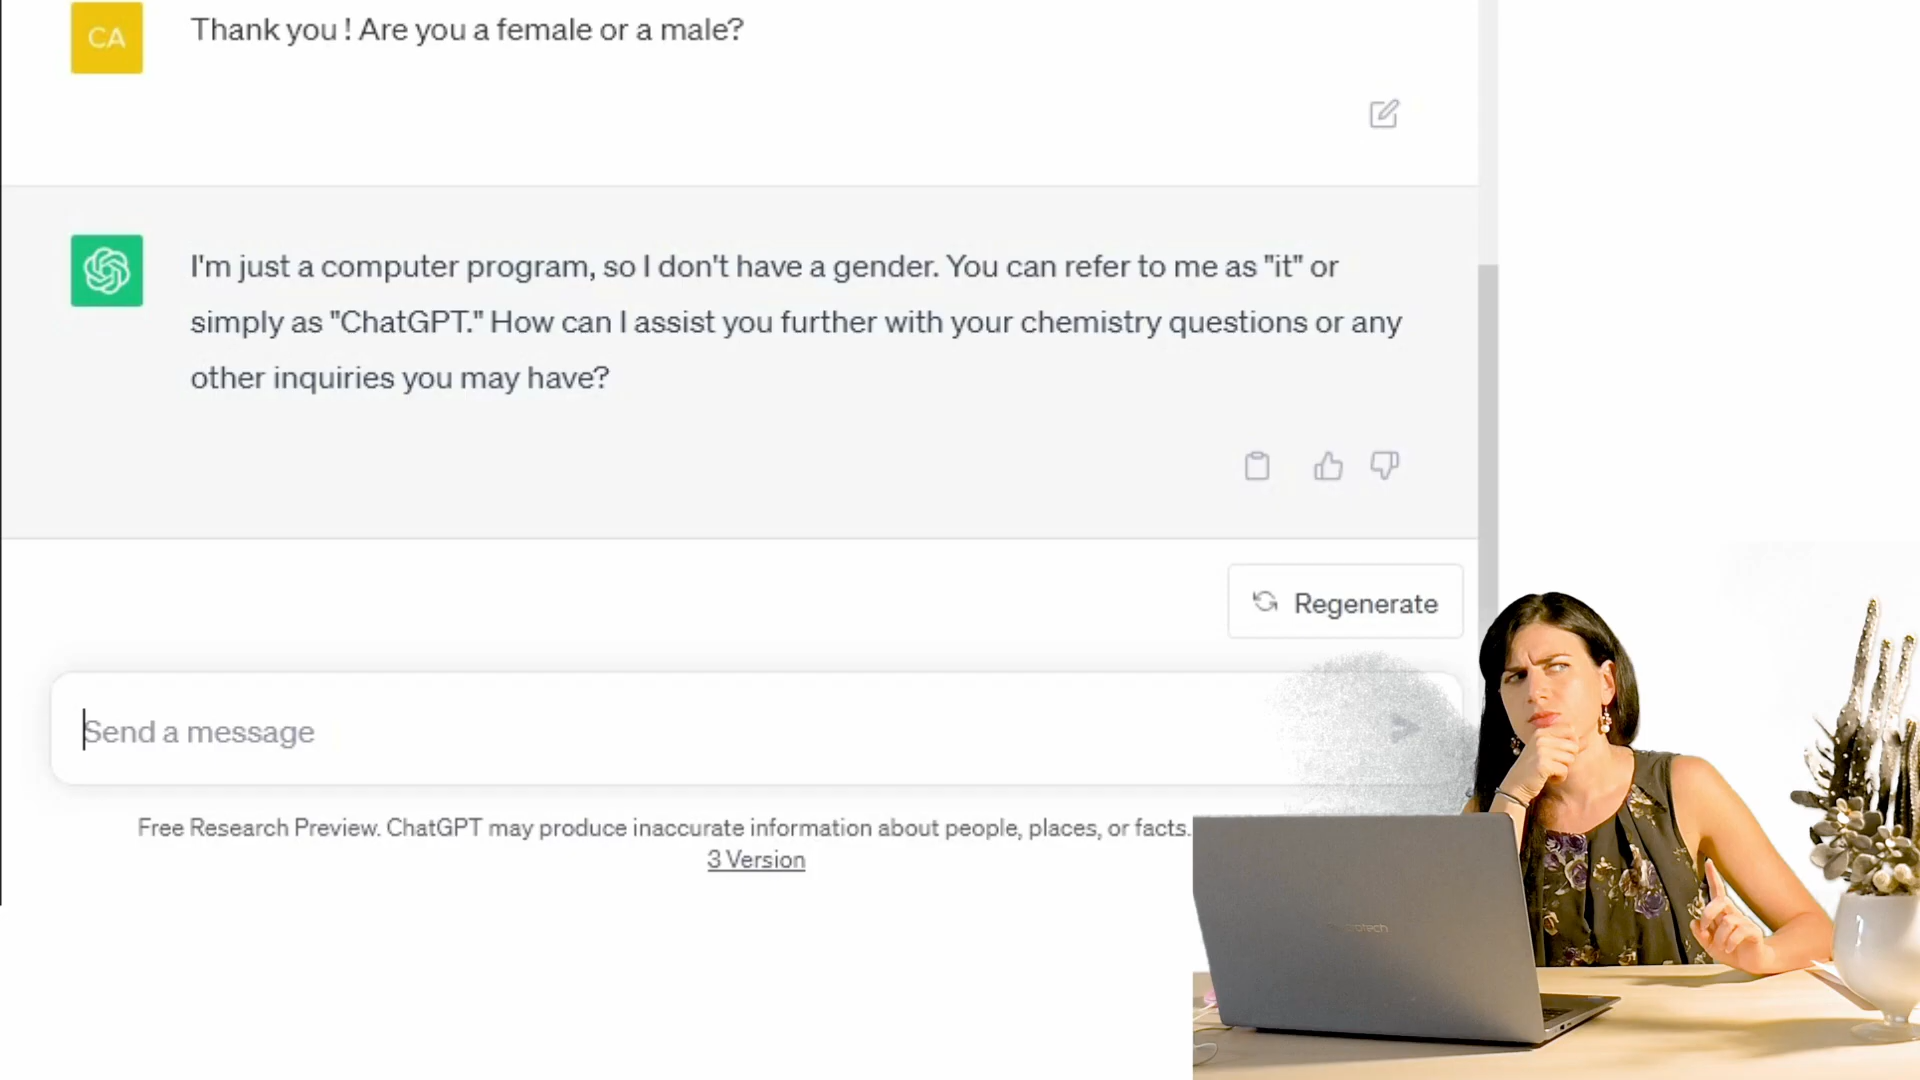 CA
Thank you ! Are you a female or a male?
I'm just a computer program, so I don't have a gender. You can refer to me as "it" or
simply as "ChatGPT." How can I assist you further with your chemistry questions or any
other inquiries you may have?
Regenerate
Send a message
Free Research Preview. ChatGPT may produce inaccurate information about people, places, or facts.
3 Version